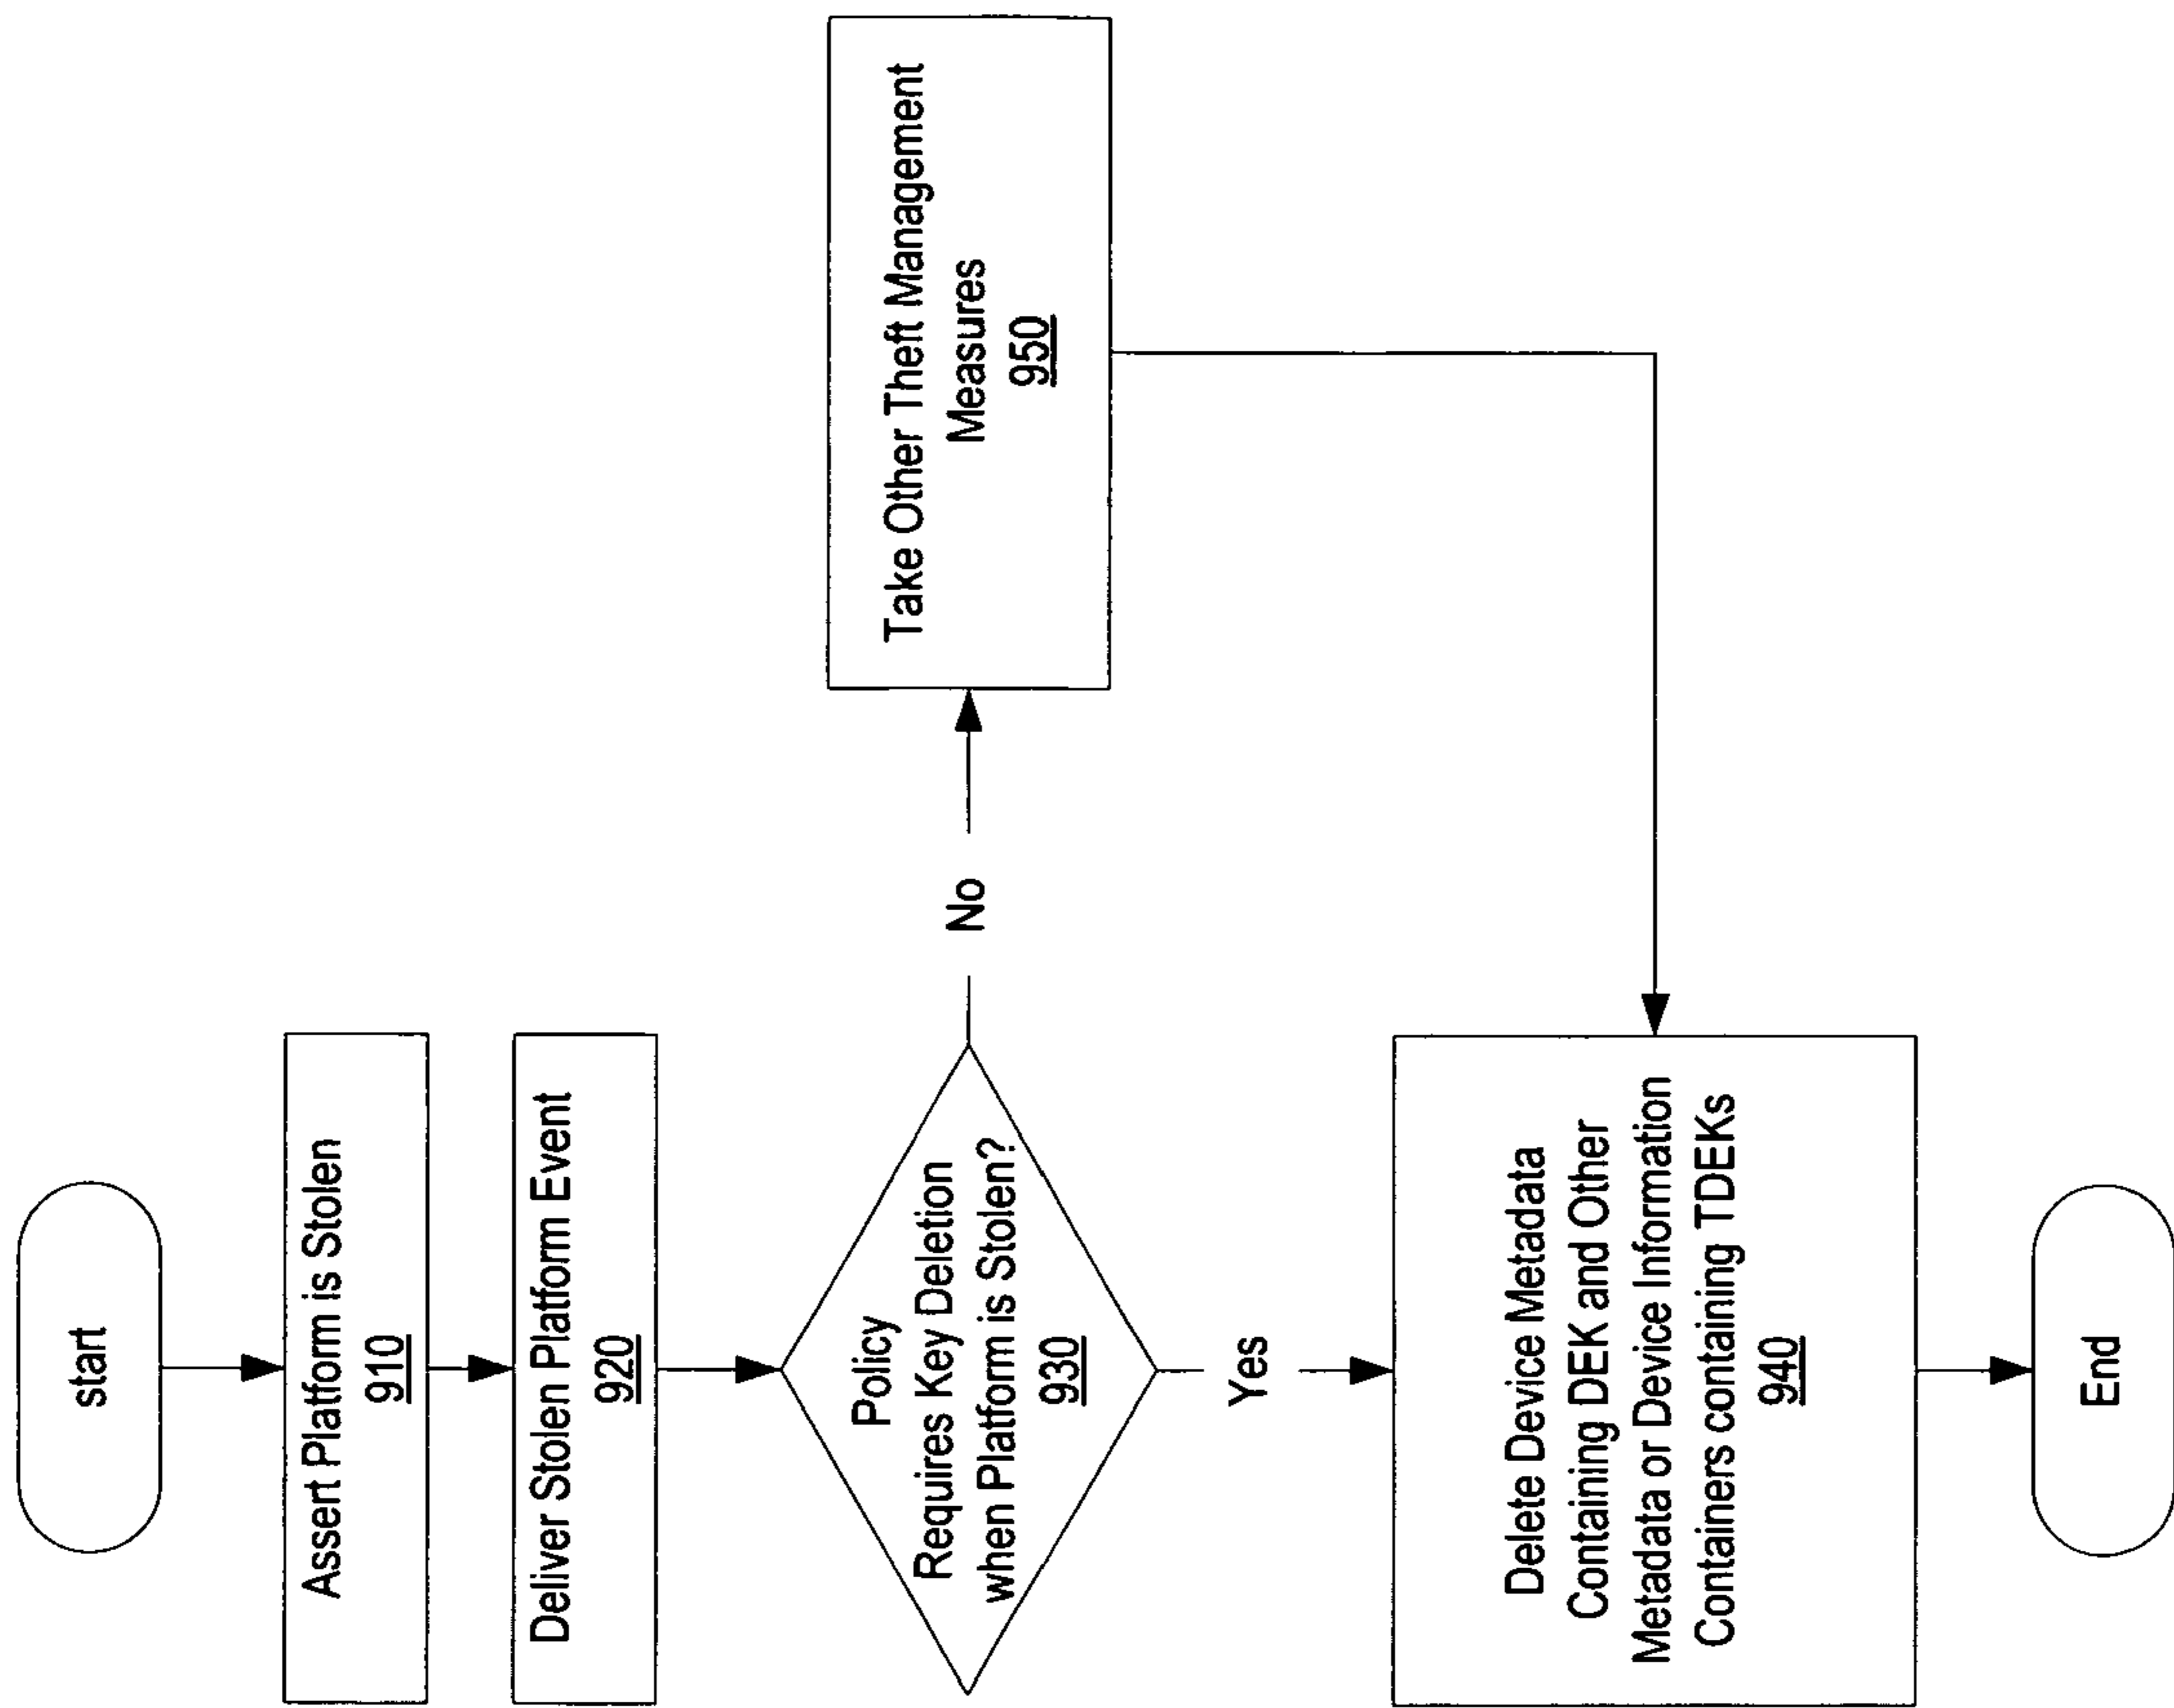 start
Assert Platform is Stolen
910
Deliver Stolen Platform Event
920
Policy
Requires Key Deletion
when Platform is Stolen?
930
No
Take Other Theft Management
Measures
950
Yes
Delete Device Metadata
Containing DEK and Other
Metadata or Device Information
Containers containing TDEKs
940
End